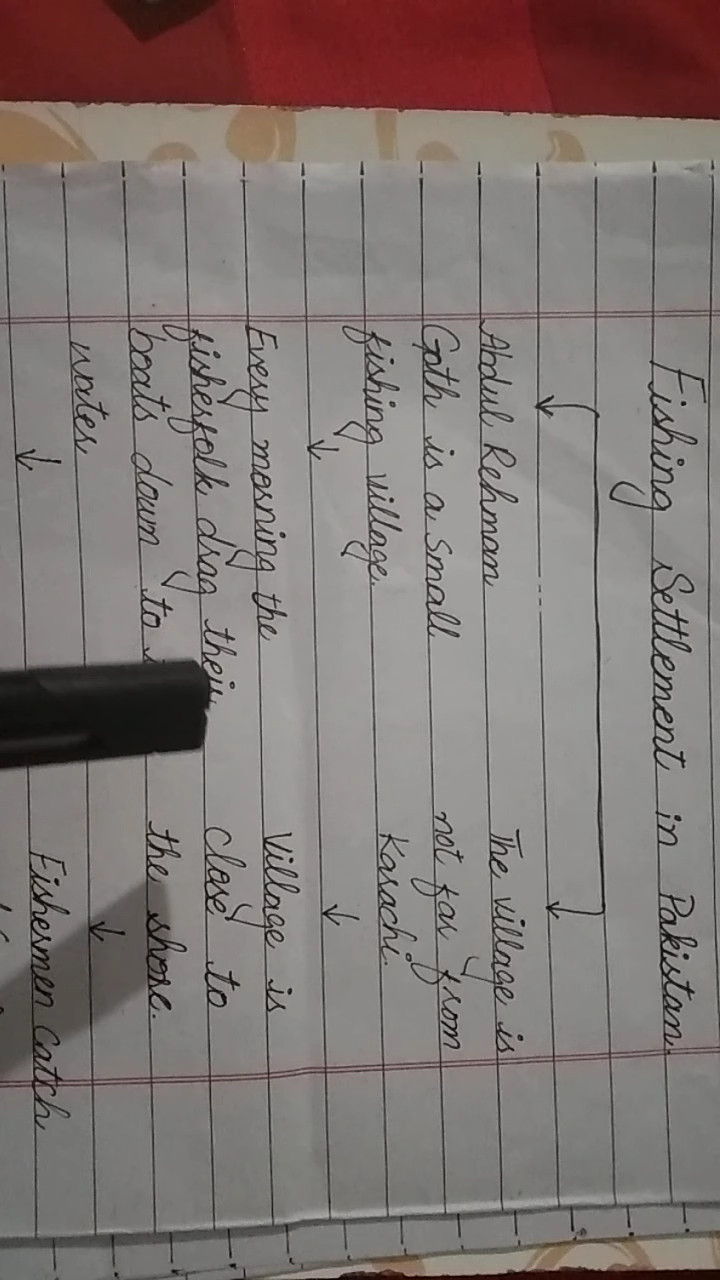 Fishing Settlement in Pakistan.
Abdul Rehman
Goth is a small
fishing village.
Every morning the
fisherfolk drag their
boats down to
water.
The village is
not far from
Karachi.
Village is
close to
the shore.
Fishermen catch